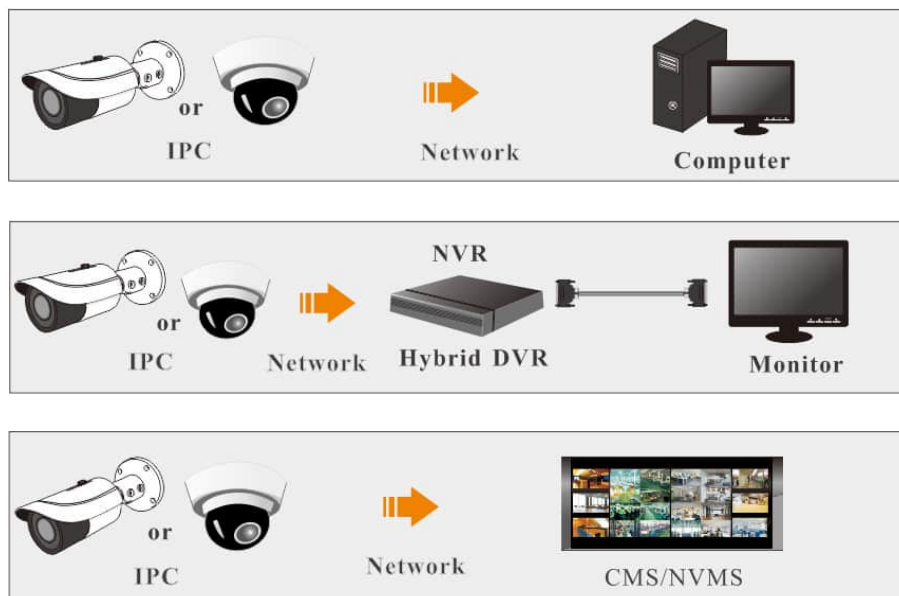 or
IPC
Network
Computer
NVR
or
IPC
Network
Hybrid DVR
Monitor
or
IPC
Network
CMS/NVMS